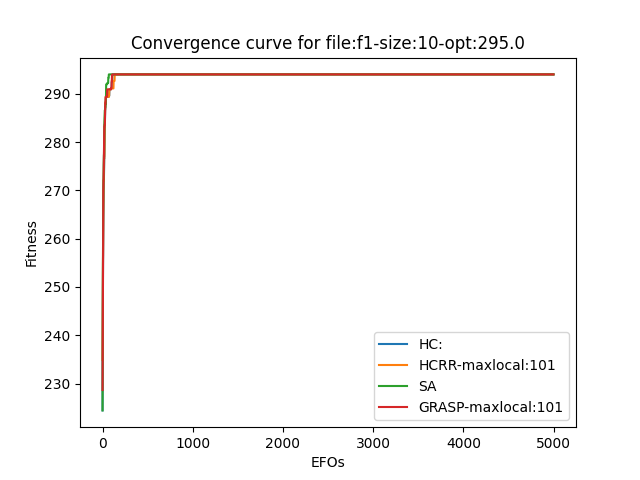 Convergence curve for file:f1-size:10-opt:295.0
Fitness
290
280
270
260
250
240
230
0 1000 2000 3000 4000 5000
EFOs
HC:
HCRR-maxlocal:101
SA
GRASP-maxlocal:101